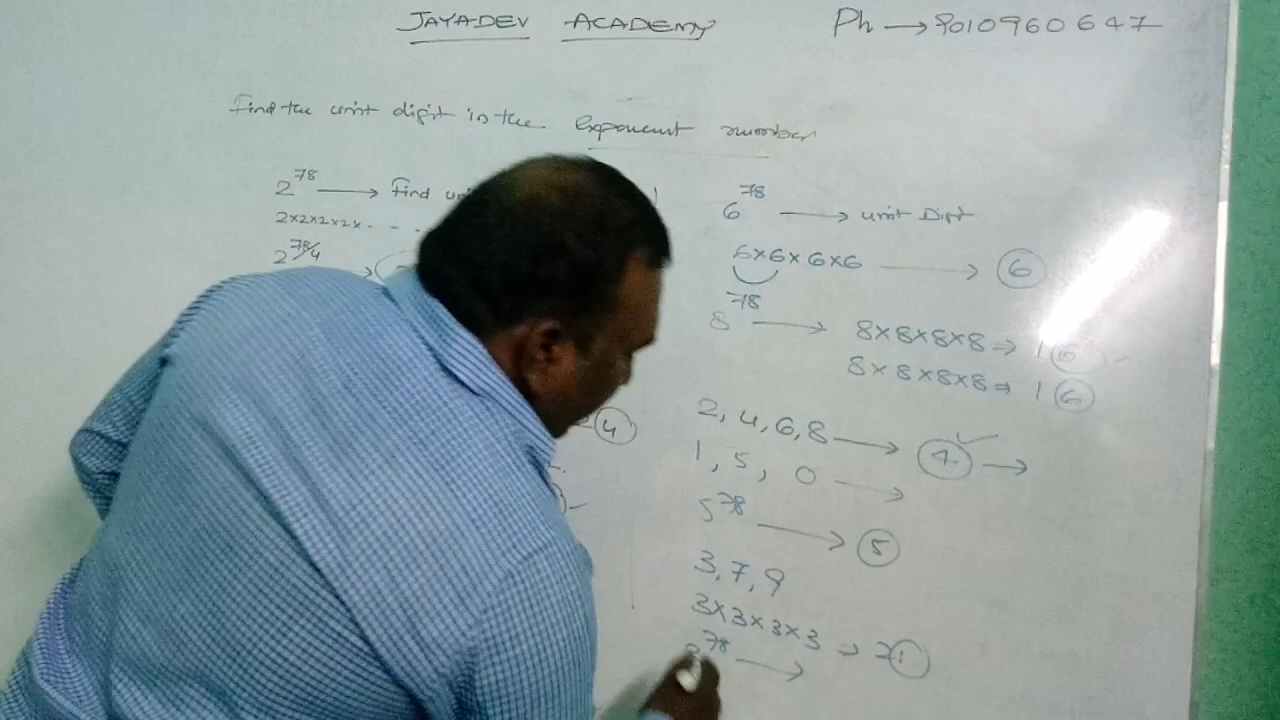 JAYADEV ACADEMY Ph → 9010960647
Find the unit digit in the exponent number
2^78 → Find
2×2×2×2×- - -
2^78/4 →
4
6^78 → unit Digit
6×6×6×6 → 6
8^78 → 8×8×8×8 ⇒ 16
8×8×8×8 ⇒ 16
2, 4, 6, 8 → 4 →
1, 5, 0 →
5^78 → 5
3, 7, 9
3×3×3×3 ⇒ 1
78 →